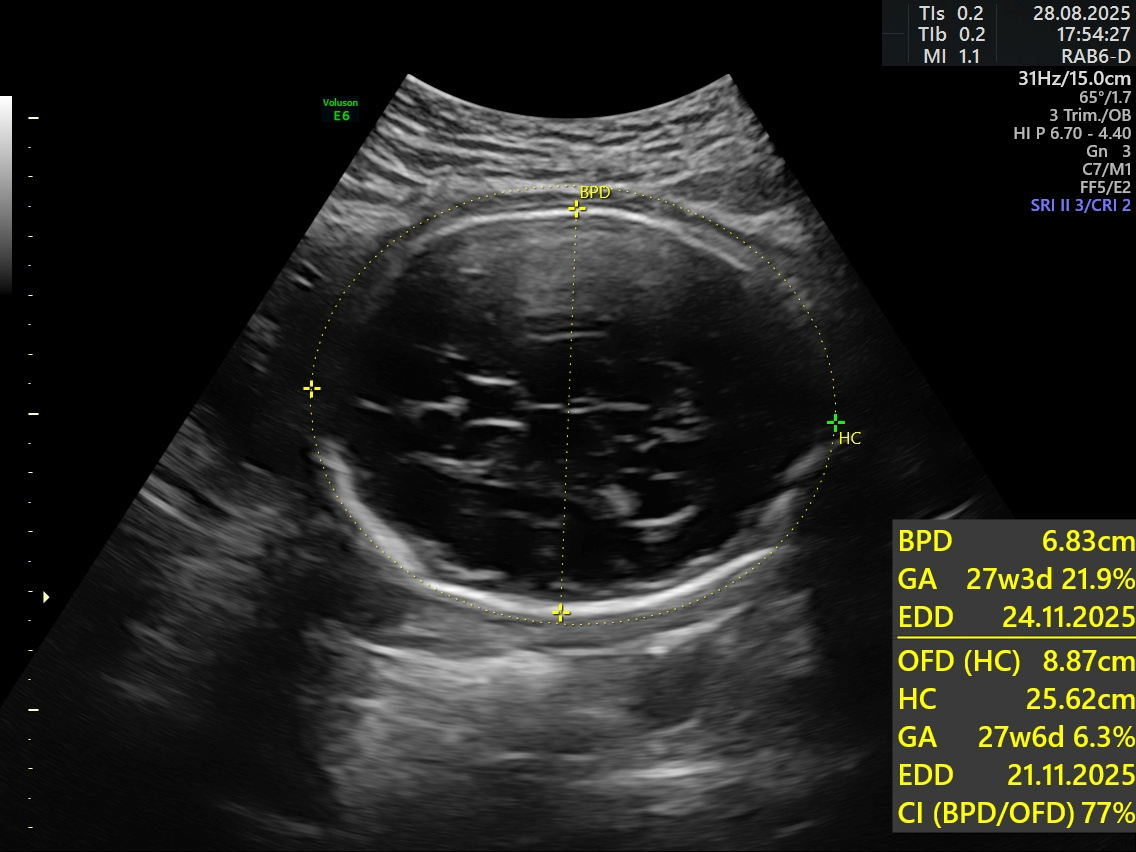 TIs 0.2 28.08.2025
TIb 0.2 17:54:27
MI 1.1 RAB6-D
31Hz/15.0cm
65°/1.7
3 Trim./OB
HI P 6.70 - 4.40
Gn 3
C7/M1
FF5/E2
SRI II 3/CRI 2
Voluson
E6
BPD
HC
BPD 6.83cm
GA 27w3d 21.9%
EDD 24.11.2025
OFD (HC) 8.87cm
HC 25.62cm
GA 27w6d 6.3%
EDD 21.11.2025
CI (BPD/OFD) 77%